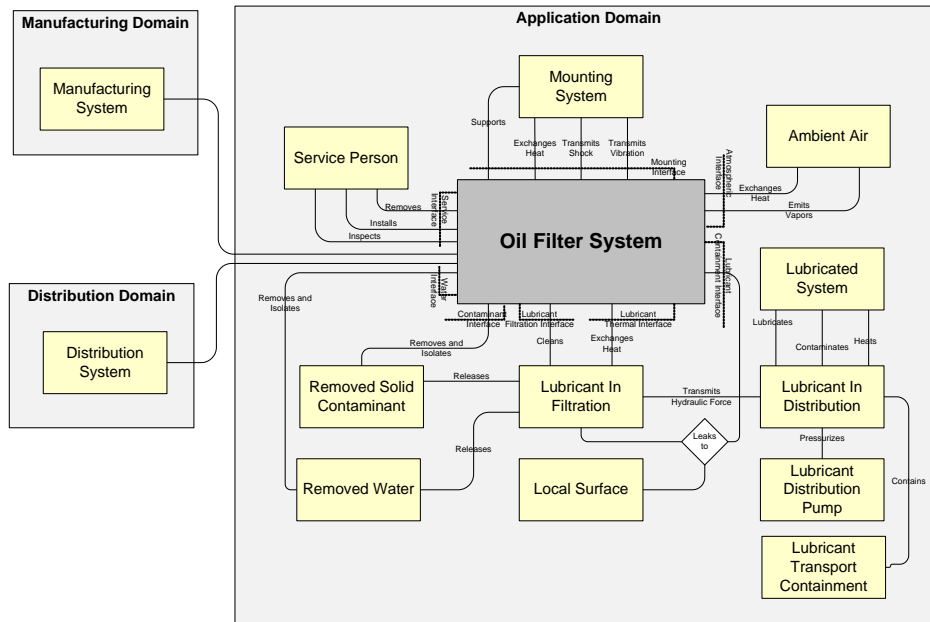 Manufacturing Domain
Manufacturing
System
Distribution Domain
Distribution
System
Application Domain
Mounting
System
Supports
Exchanges
Heat
Transmits
Shock
Transmits
Vibration
Mounting
Interface
Service Person
Removes
Installs
Inspects
Service
Interface
Ambient Air
Atmospheric
Interface
Exchanges
Heat
Emits
Vapors
Oil Filter System
Water
Interface
Removes and
Isolates
Contaminant
Interface
Lubricant
Filtration Interface
Lubricant
Thermal Interface
Lubricant
Containment Interface
Lubricated
System
Lubricates
Contaminates
Heats
Removes and
Isolates
Cleans
Exchanges
Heat
Removed Solid
Contaminant
Releases
Lubricant In
Filtration
Transmits
Hydraulic Force
Lubricant In
Distribution
Leaks
to
Releases
Pressurizes
Removed Water
Local Surface
Lubricant
Distribution
Pump
Contains
Lubricant
Transport
Containment